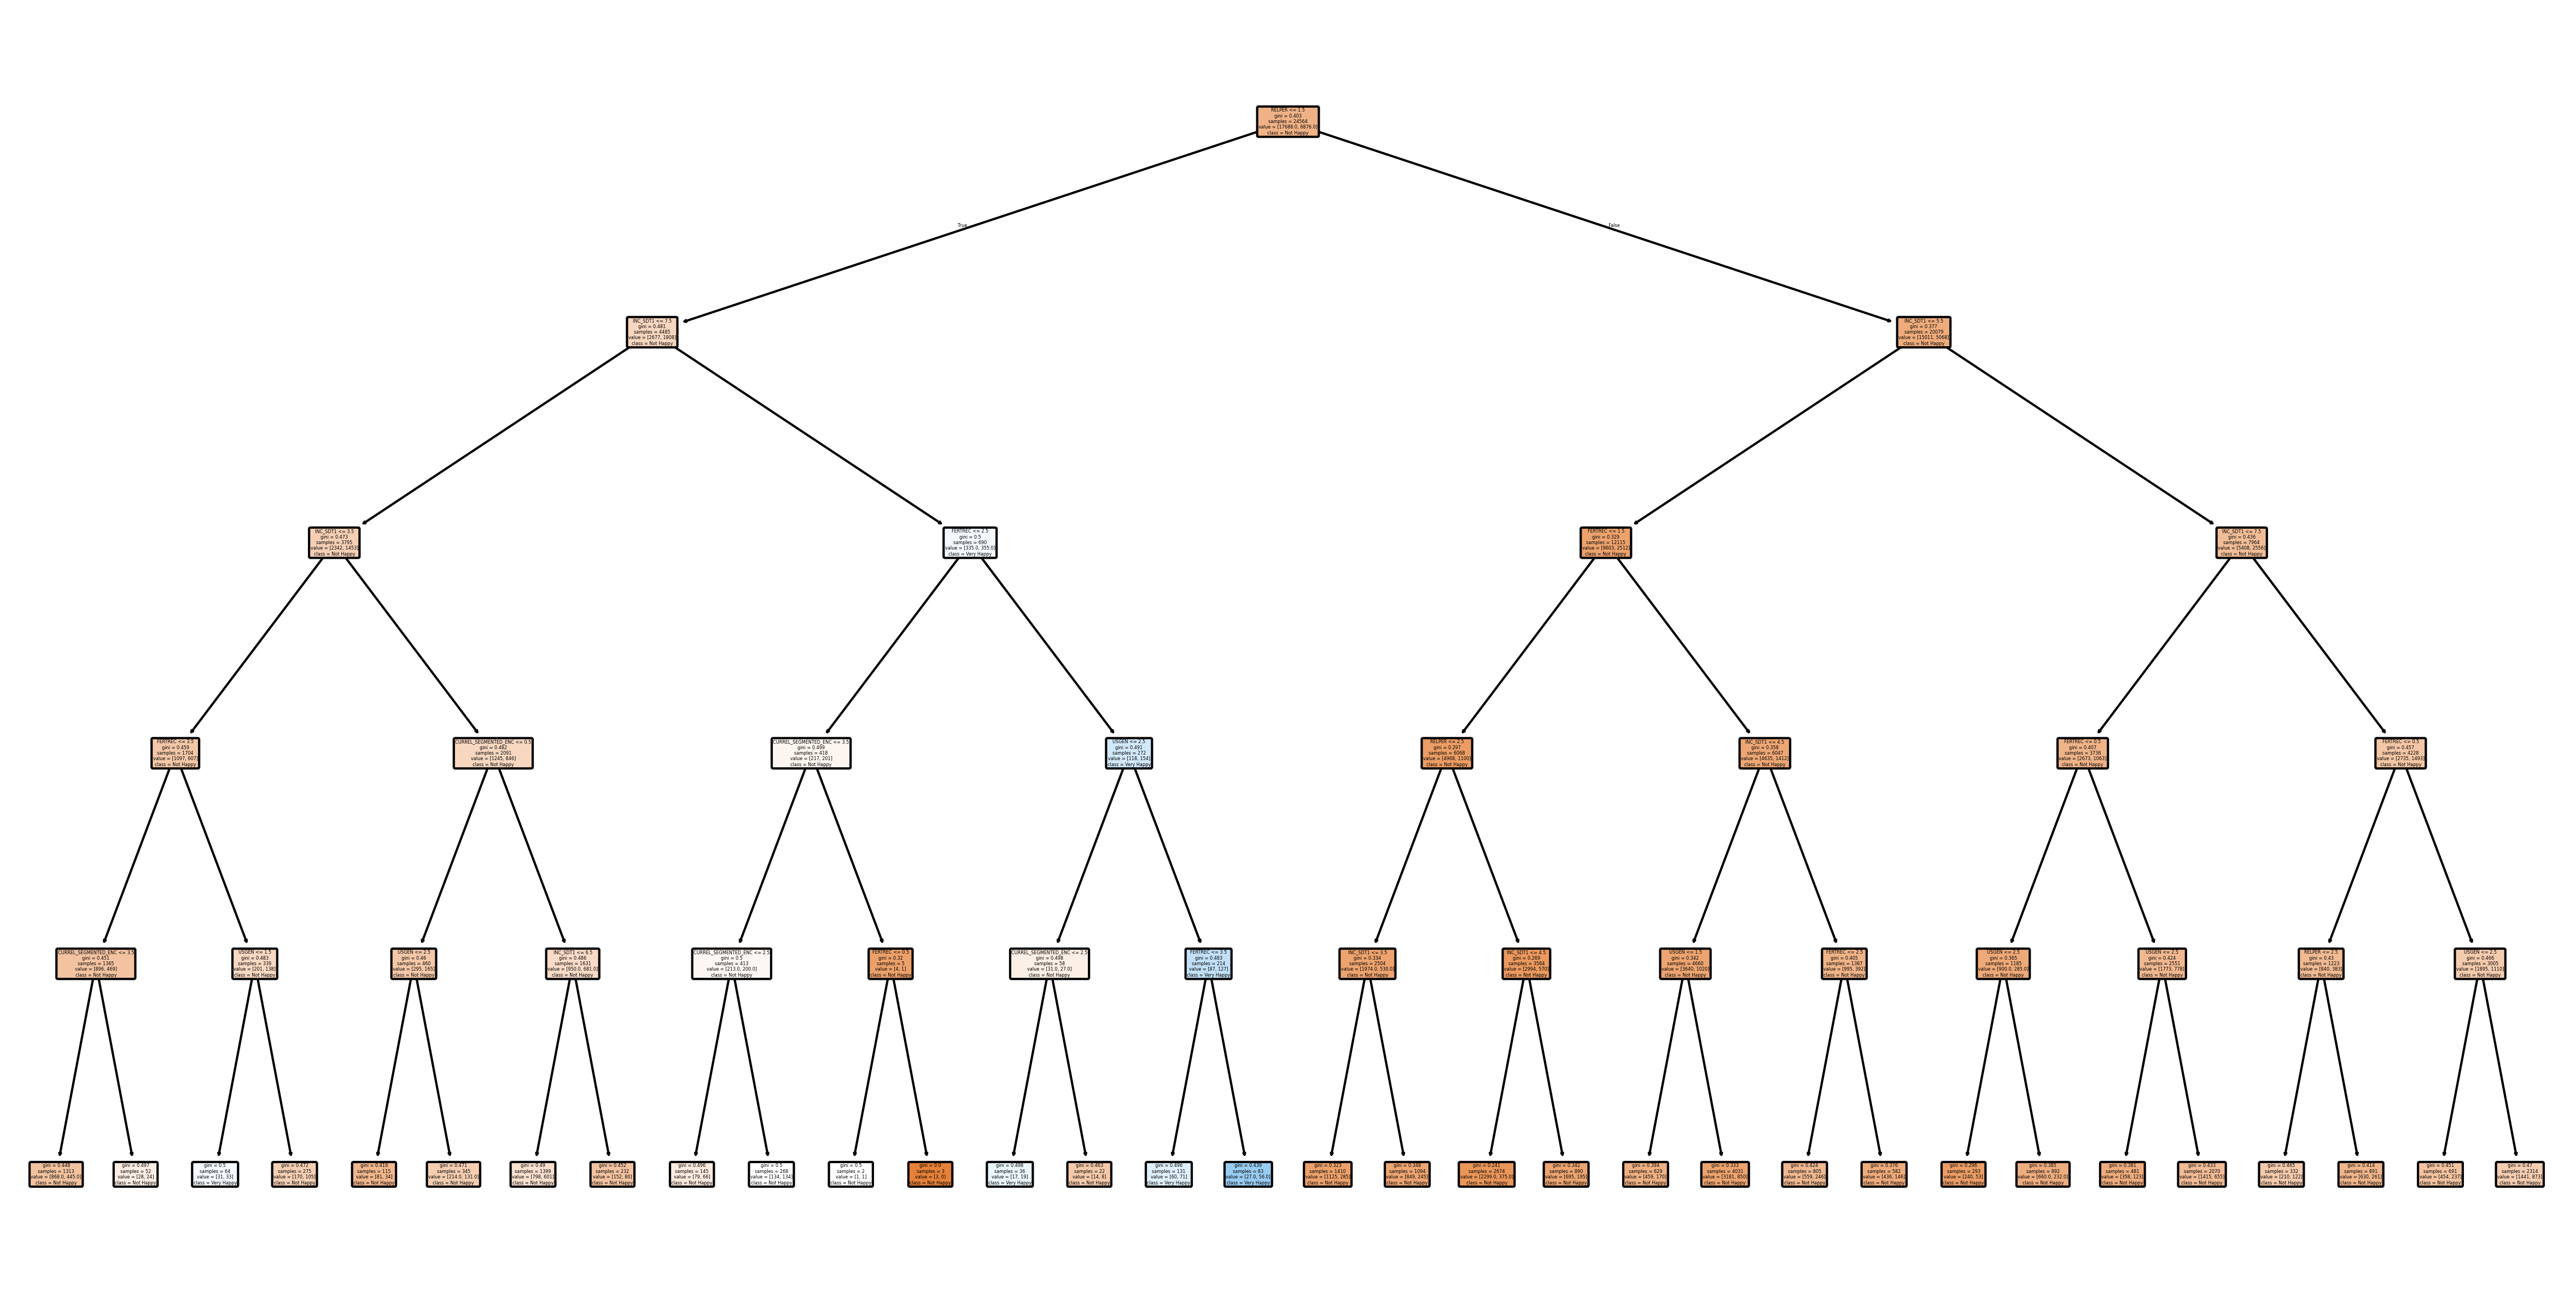 RELPER <= 1.5
gini = 0.403
samples = 24564
value = [17688.0, 6876.0]
class = Not Happy
True
False
INC_SDT1 <= 7.5
gini = 0.481
samples = 4485
value = [2677, 1808]
class = Not Happy
INC_SDT1 <= 5.5
gini = 0.377
samples = 20079
value = [15011, 5068]
class = Not Happy
INC_SDT1 <= 3.5
gini = 0.473
samples = 3795
value = [2342, 1453]
class = Not Happy
FERTREC <= 2.5
gini = 0.5
samples = 690
value = [335.0, 355.0]
class = Very Happy
FERTREC <= 1.5
gini = 0.329
samples = 12115
value = [9603, 2512]
class = Not Happy
INC_SDT1 <= 7.5
gini = 0.436
samples = 7964
value = [5408, 2556]
class = Not Happy
FERTREC <= 3.5
gini = 0.459
samples = 1704
value = [1097, 607]
class = Not Happy
CURREL_SEGMENTED_ENC <= 0.5
gini = 0.482
samples = 2091
value = [1245, 846]
class = Not Happy
CURREL_SEGMENTED_ENC <= 3.5
gini = 0.499
samples = 418
value = [217, 201]
class = Not Happy
USGEN <= 2.5
gini = 0.491
samples = 272
value = [118, 154]
class = Very Happy
RELPER <= 2.5
gini = 0.297
samples = 6068
value = [4968, 1100]
class = Not Happy
INC_SDT1 <= 4.5
gini = 0.358
samples = 6047
value = [4635, 1412]
class = Not Happy
FERTREC <= 0.5
gini = 0.407
samples = 3736
value = [2673, 1063]
class = Not Happy
FERTREC <= 0.5
gini = 0.457
samples = 4228
value = [2735, 1493]
class = Not Happy
CURREL_SEGMENTED_ENC <= 3.5
gini = 0.451
samples = 1365
value = [896, 469]
class = Not Happy
USGEN <= 1.5
gini = 0.483
samples = 339
value = [201, 138]
class = Not Happy
USGEN <= 2.5
gini = 0.46
samples = 460
value = [295, 165]
class = Not Happy
INC_SDT1 <= 6.5
gini = 0.486
samples = 1631
value = [950.0, 681.0]
class = Not Happy
CURREL_SEGMENTED_ENC <= 2.5
gini = 0.5
samples = 413
value = [213.0, 200.0]
class = Not Happy
FERTREC <= 0.5
gini = 0.32
samples = 5
value = [4, 1]
class = Not Happy
CURREL_SEGMENTED_ENC <= 2.5
gini = 0.498
samples = 58
value = [31.0, 27.0]
class = Not Happy
FERTREC <= 3.5
gini = 0.483
samples = 214
value = [87, 127]
class = Very Happy
INC_SDT1 <= 3.5
gini = 0.334
samples = 2504
value = [1974.0, 530.0]
class = Not Happy
INC_SDT1 <= 4.5
gini = 0.269
samples = 3564
value = [2994, 570]
class = Not Happy
USGEN <= 1.5
gini = 0.342
samples = 4660
value = [3640, 1020]
class = Not Happy
FERTREC <= 2.5
gini = 0.405
samples = 1387
value = [995, 392]
class = Not Happy
USGEN <= 2.5
gini = 0.365
samples = 1185
value = [900.0, 285.0]
class = Not Happy
USGEN <= 2.5
gini = 0.424
samples = 2551
value = [1773, 778]
class = Not Happy
RELPER <= 2.5
gini = 0.43
samples = 1223
value = [840, 383]
class = Not Happy
USGEN <= 2.5
gini = 0.466
samples = 3005
value = [1895, 1110]
class = Not Happy
gini = 0.448
samples = 1313
value = [868.0, 445.0]
class = Not Happy
gini = 0.497
samples = 52
value = [28, 24]
class = Not Happy
gini = 0.5
samples = 64
value = [31, 33]
class = Very Happy
gini = 0.472
samples = 275
value = [170, 105]
class = Not Happy
gini = 0.416
samples = 115
value = [81, 34]
class = Not Happy
gini = 0.471
samples = 345
value = [214.0, 131.0]
class = Not Happy
gini = 0.49
samples = 1399
value = [798, 601]
class = Not Happy
gini = 0.452
samples = 232
value = [152, 80]
class = Not Happy
gini = 0.496
samples = 145
value = [79, 66]
class = Not Happy
gini = 0.5
samples = 268
value = [134, 134]
class = Not Happy
gini = 0.5
samples = 2
value = [1, 1]
class = Not Happy
gini = 0.0
samples = 3
value = [3, 0]
class = Not Happy
gini = 0.498
samples = 36
value = [17, 19]
class = Very Happy
gini = 0.463
samples = 22
value = [14, 8]
class = Not Happy
gini = 0.496
samples = 131
value = [60, 71]
class = Very Happy
gini = 0.439
samples = 83
value = [27.0, 56.0]
class = Very Happy
gini = 0.323
samples = 1410
value = [1125, 285]
class = Not Happy
gini = 0.348
samples = 1094
value = [849, 245]
class = Not Happy
gini = 0.241
samples = 2674
value = [2299.0, 375.0]
class = Not Happy
gini = 0.342
samples = 890
value = [695, 195]
class = Not Happy
gini = 0.394
samples = 629
value = [459, 170]
class = Not Happy
gini = 0.333
samples = 4031
value = [3181, 850]
class = Not Happy
gini = 0.424
samples = 805
value = [559, 246]
class = Not Happy
gini = 0.376
samples = 582
value = [436, 146]
class = Not Happy
gini = 0.296
samples = 293
value = [240, 53]
class = Not Happy
gini = 0.385
samples = 892
value = [660.0, 232.0]
class = Not Happy
gini = 0.381
samples = 481
value = [358, 123]
class = Not Happy
gini = 0.433
samples = 2070
value = [1415, 655]
class = Not Happy
gini = 0.465
samples = 332
value = [210, 122]
class = Not Happy
gini = 0.414
samples = 891
value = [630, 261]
class = Not Happy
gini = 0.451
samples = 691
value = [454, 237]
class = Not Happy
gini = 0.47
samples = 2314
value = [1441, 873]
class = Not Happy